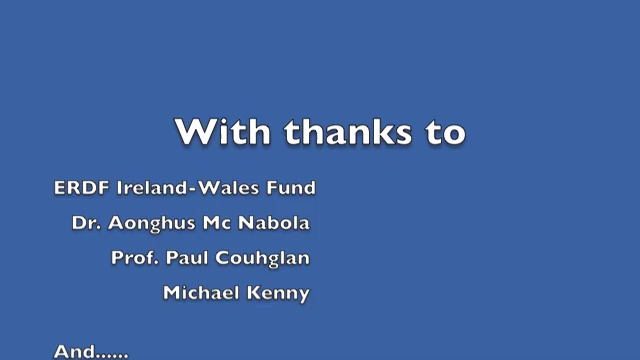 With thanks to
ERDF Ireland-Wales Fund
Dr. Aonghus Mc Nabola
Prof. Paul Couhglan
Michael Kenny
And......